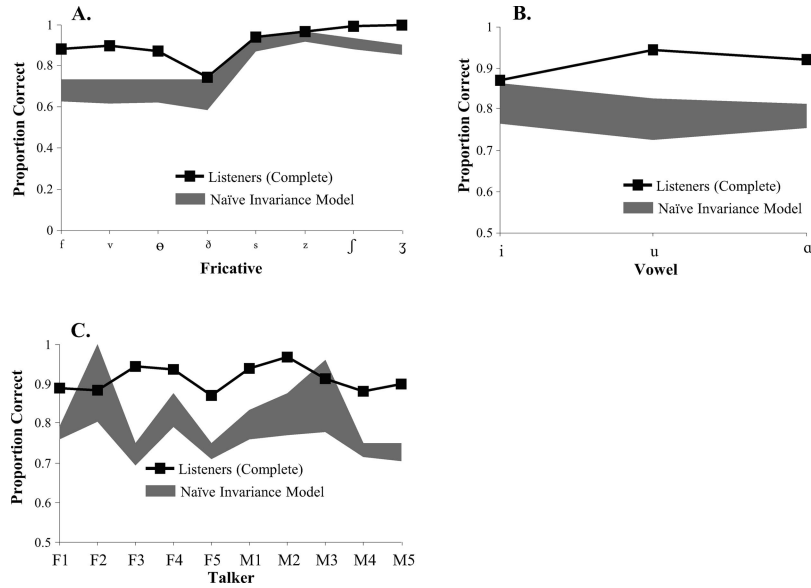 A.
Proportion Correct
1
0.8
0.6
0.4
0.2
0
Listeners (Complete)
Naïve Invariance Model
f v ɵ ð s z ʃ ʒ
Fricative
B.
Proportion Correct
1
0.9
0.8
0.7
0.6
0.5
Listeners (Complete)
Naïve Invariance Model
i u ɑ
Vowel
C.
Proportion Correct
1
0.9
0.8
0.7
0.6
0.5
Listeners (Complete)
Naïve Invariance Model
F1 F2 F3 F4 F5 M1 M2 M3 M4 M5
Talker